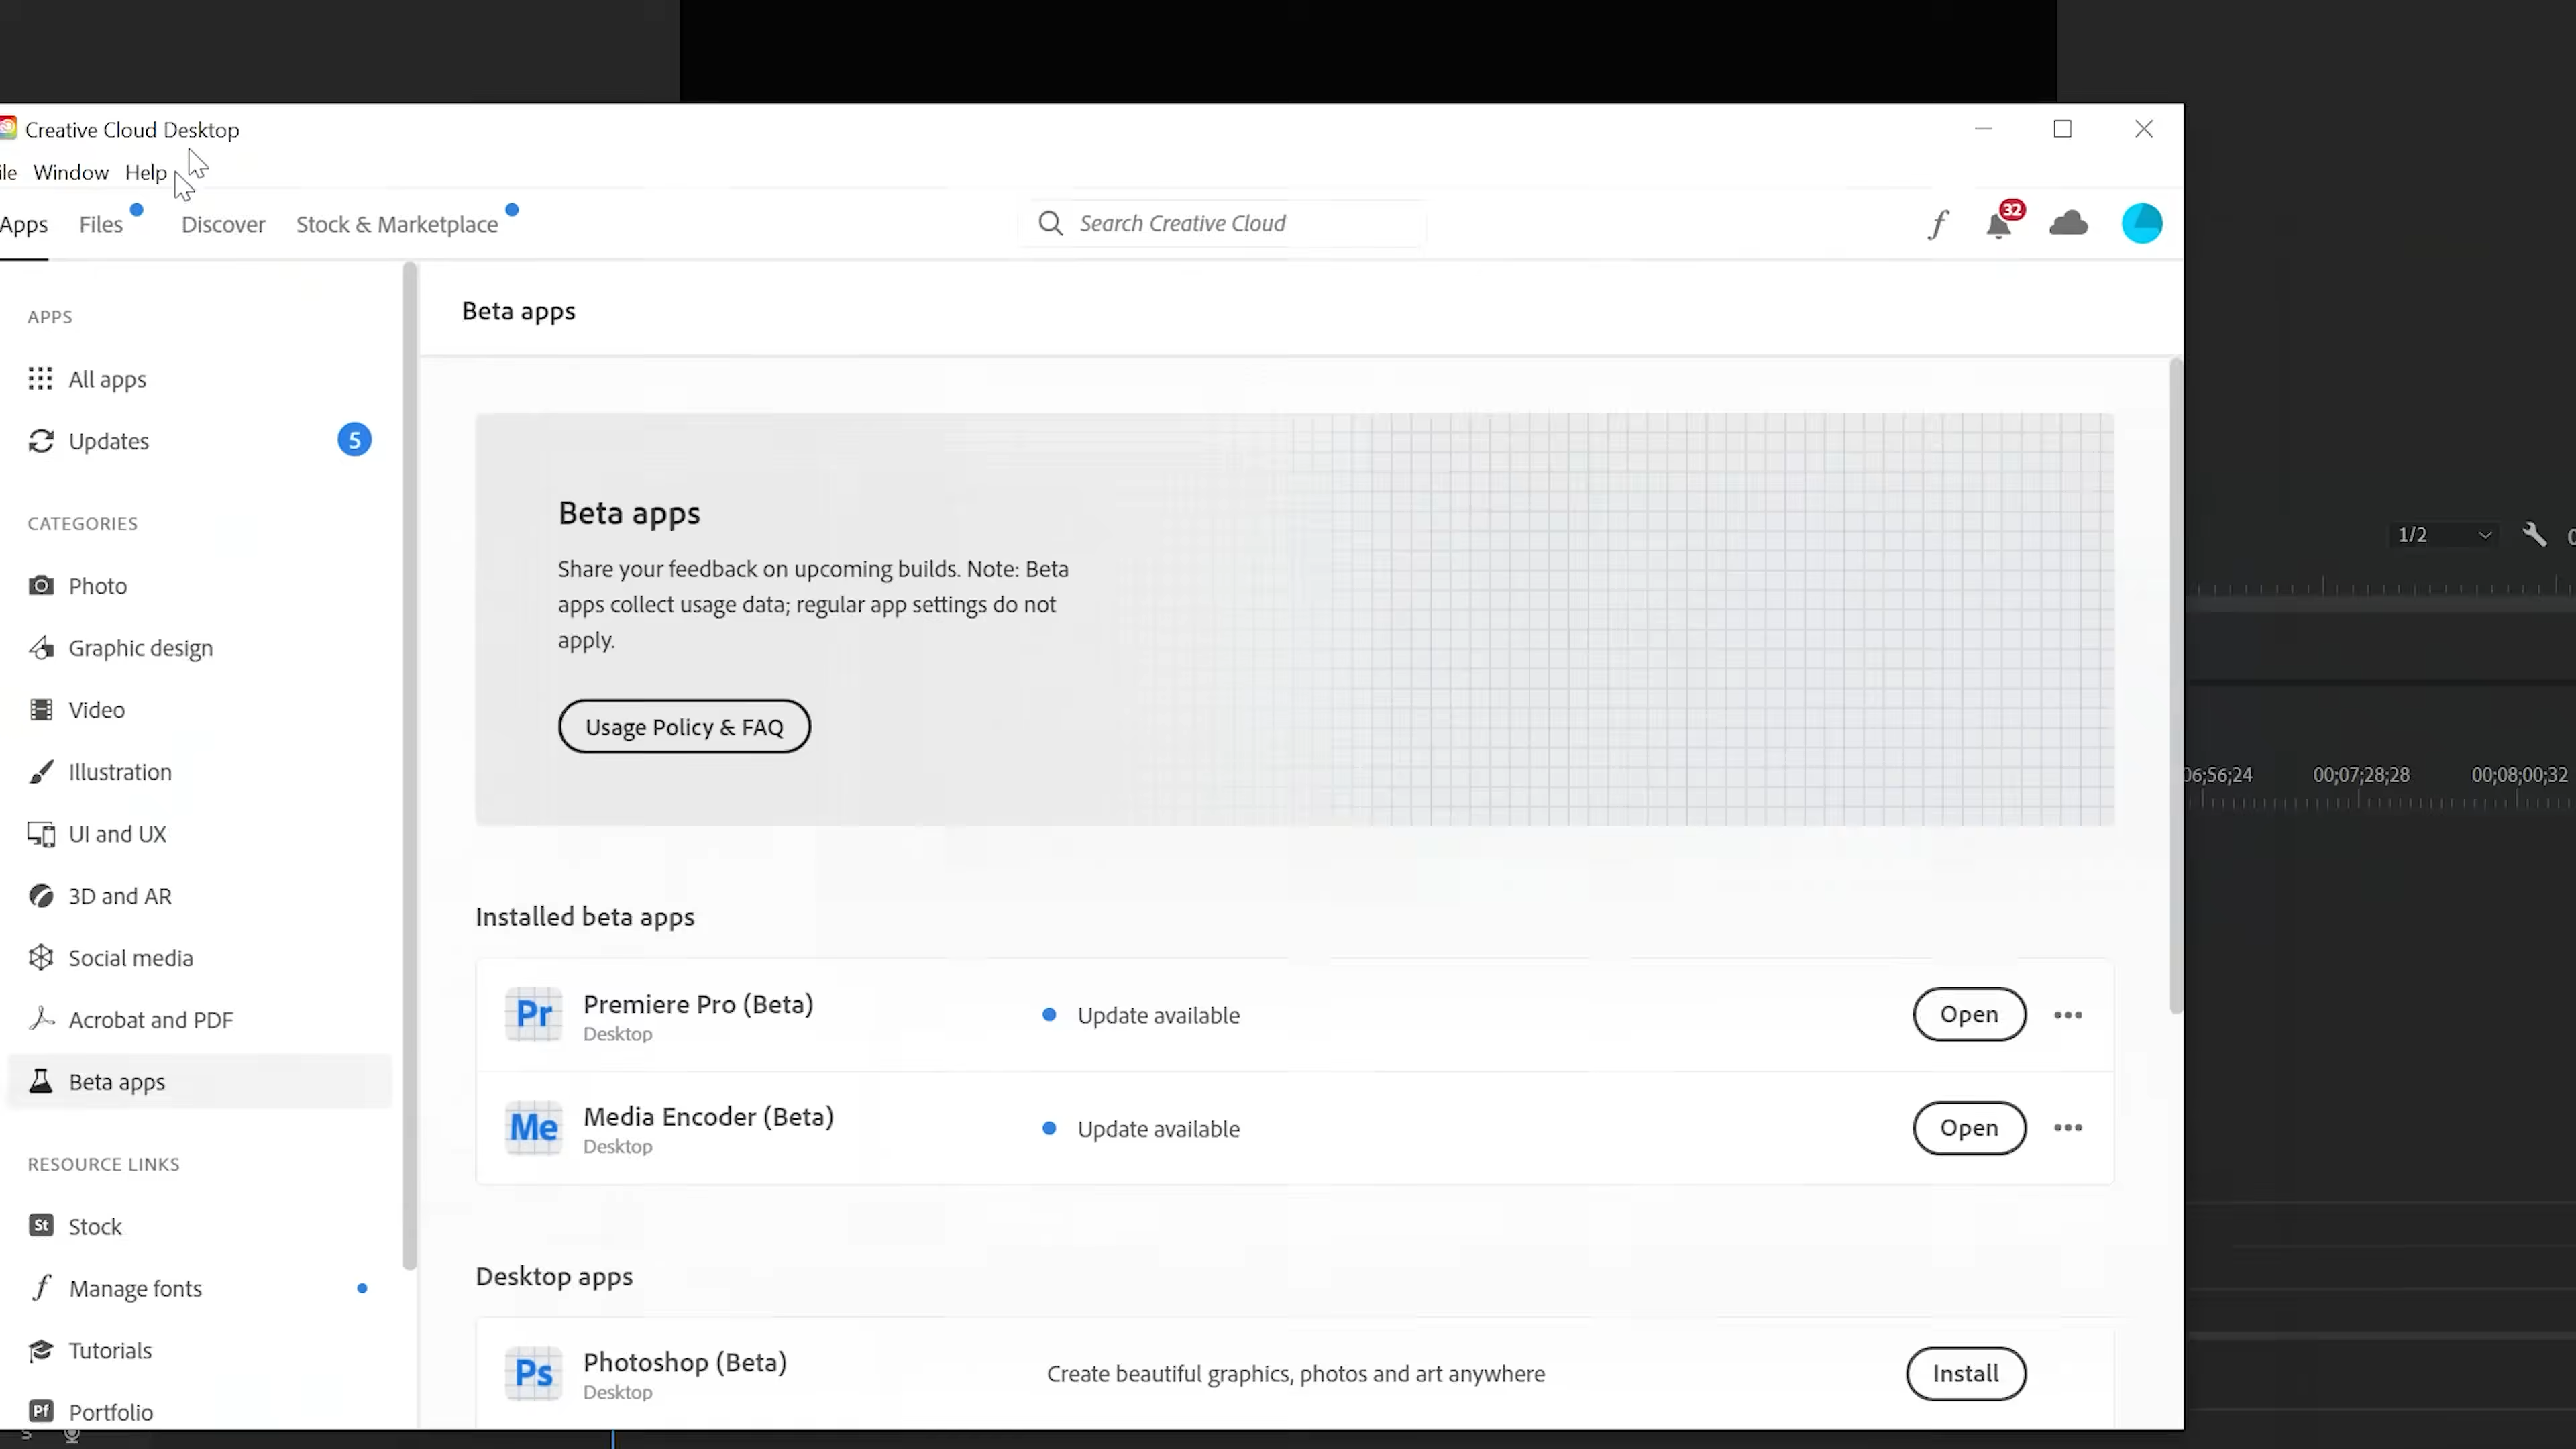 Creative Cloud Desktop
ile Window Help
Apps Files Discover Stock & Marketplace
Search Creative Cloud
32
APPS
All apps
Updates 5
CATEGORIES
Photo
Graphic design
Video
Illustration
UI and UX
3D and AR
Social media
Acrobat and PDF
Beta apps
RESOURCE LINKS
St Stock
Manage fonts
Tutorials
Pf Portfolio
Beta apps
Beta apps
Share your feedback on upcoming builds. Note: Beta
apps collect usage data; regular app settings do not
apply.
Usage Policy & FAQ
Installed beta apps
Pr Premiere Pro (Beta)
Desktop
Update available
Open
Me Media Encoder (Beta)
Desktop
Update available
Open
Desktop apps
Ps Photoshop (Beta)
Desktop
Create beautiful graphics, photos and art anywhere
Install
1/2
06;56;24 00;07;28;28 00;08;00;32